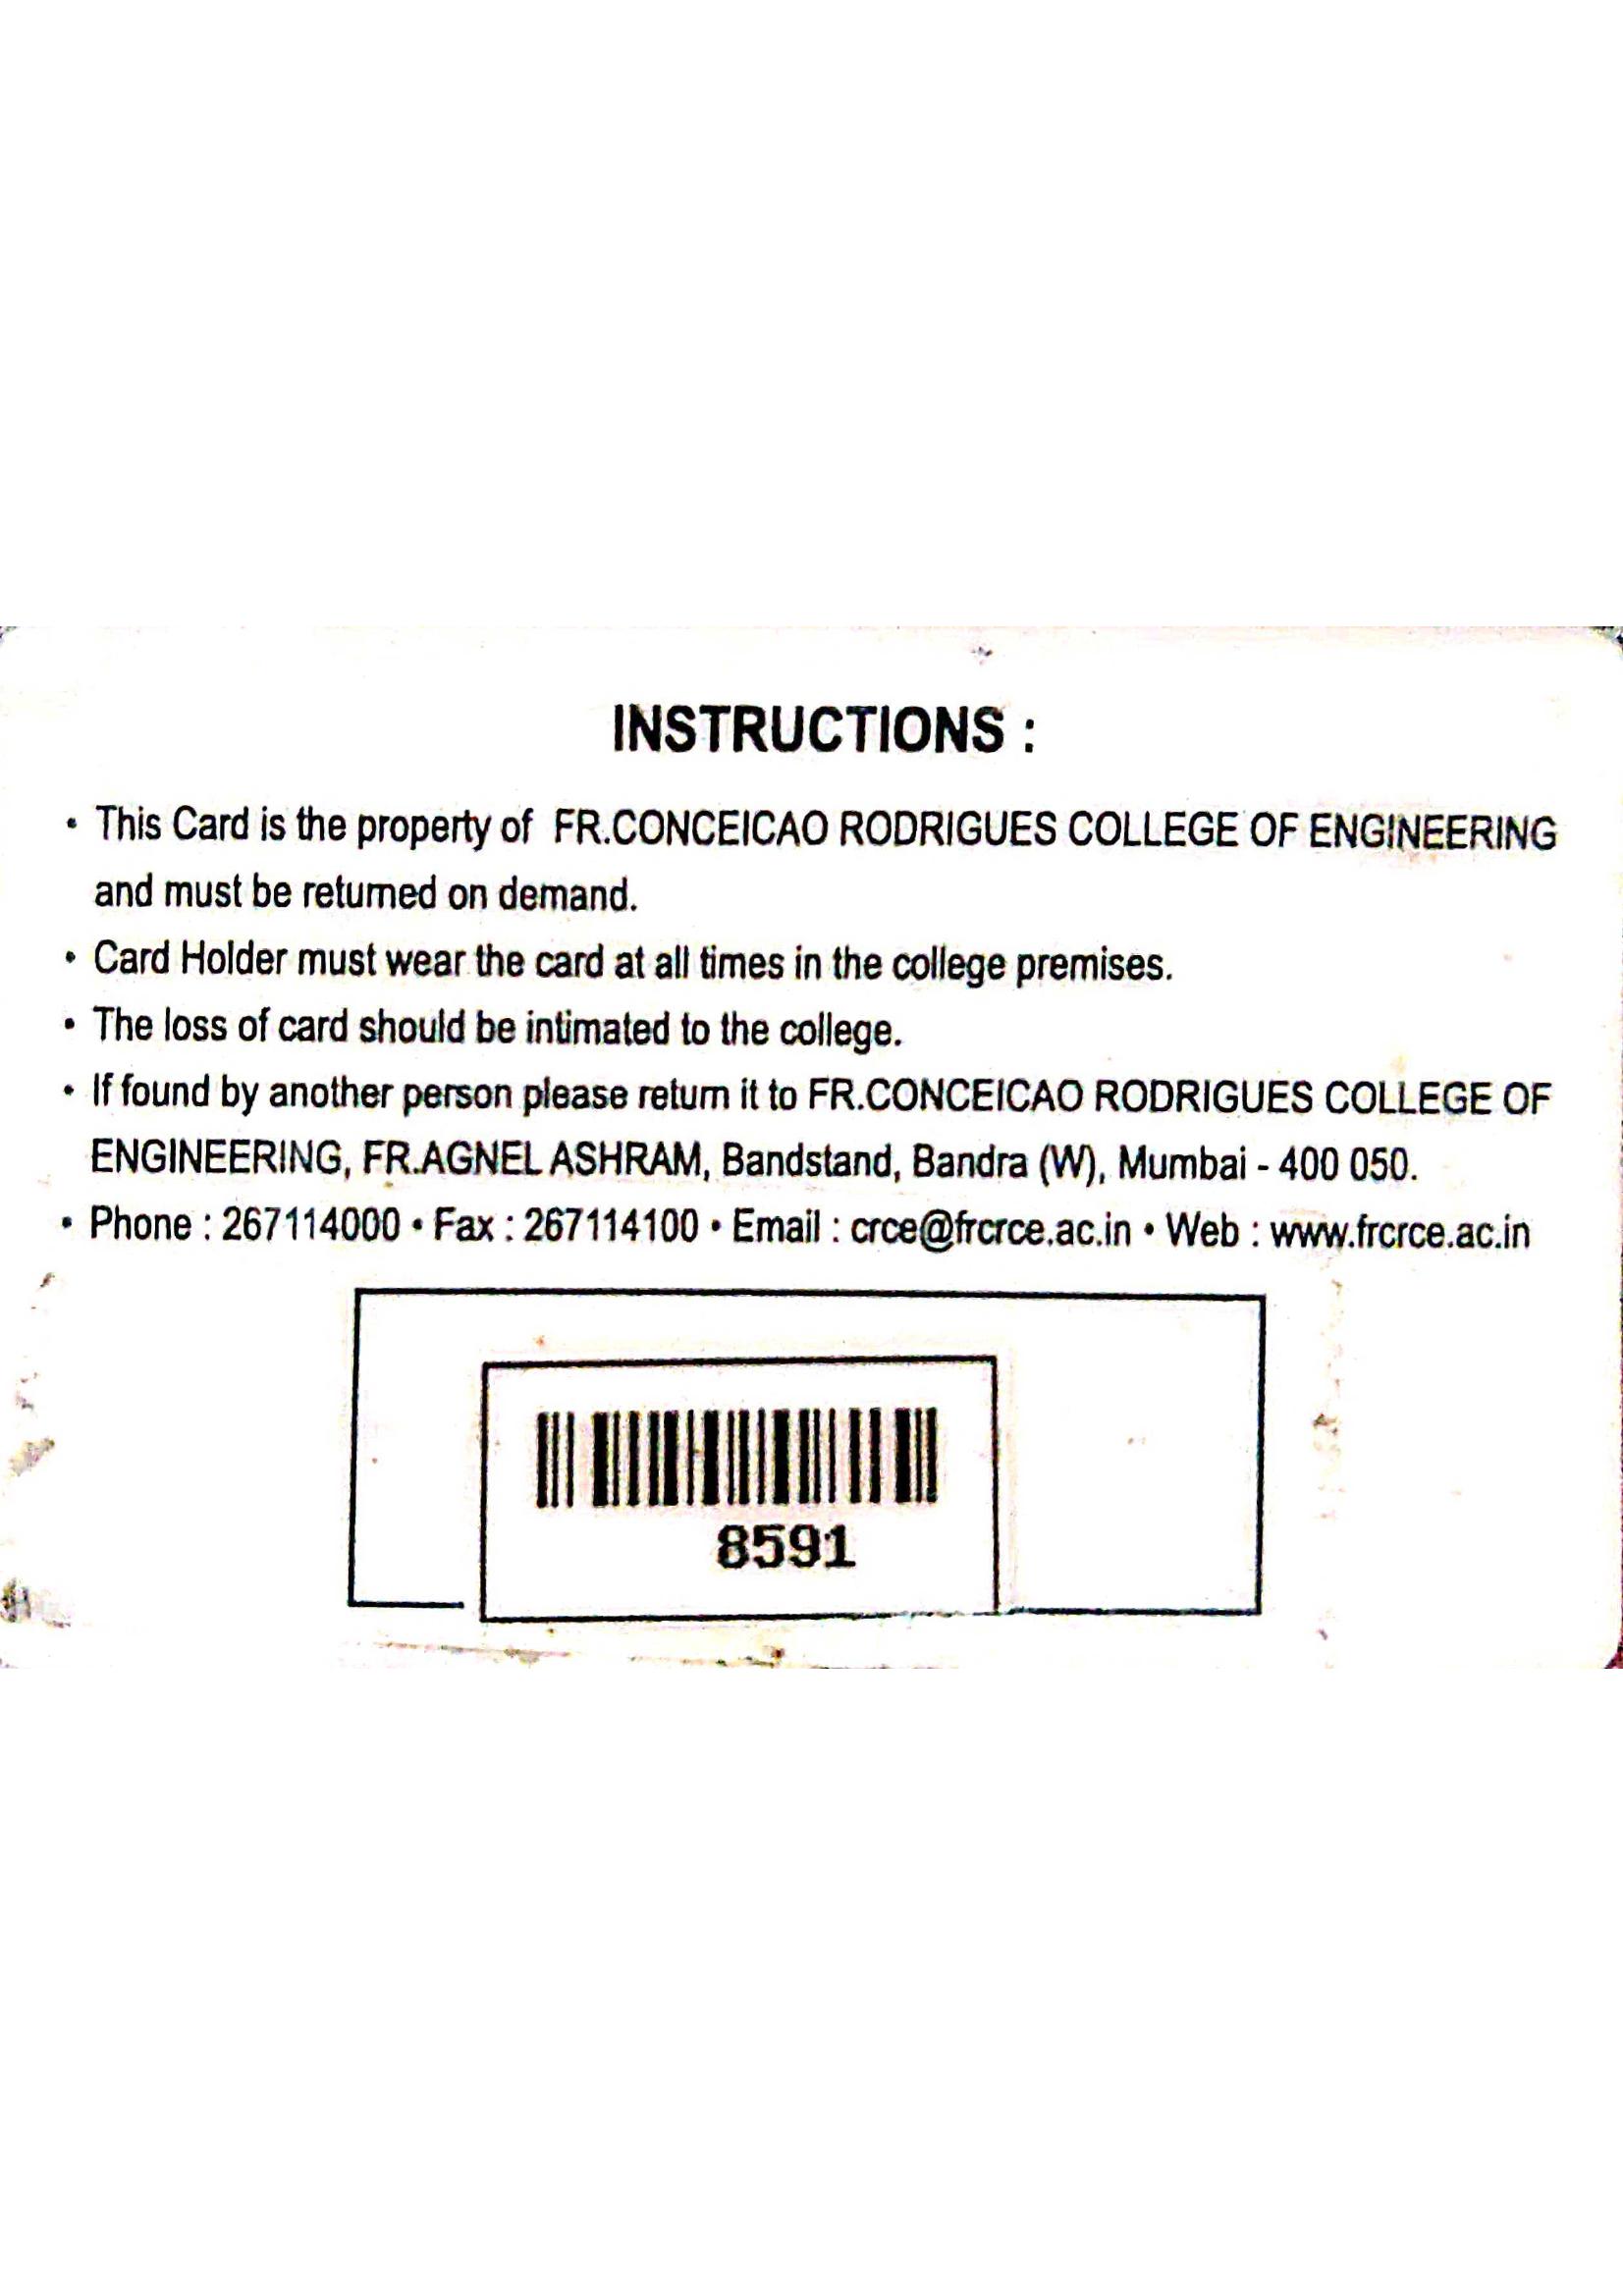 INSTRUCTIONS :
• This Card is the property of FR.CONCEICAO RODRIGUES COLLEGE OF ENGINEERING
and must be returned on demand.
• Card Holder must wear the card at all times in the college premises.
• The loss of card should be intimated to the college.
• If found by another person please return it to FR.CONCEICAO RODRIGUES COLLEGE OF
ENGINEERING, FR.AGNEL ASHRAM, Bandstand, Bandra (W), Mumbai - 400 050.
• Phone : 267114000 • Fax : 267114100 • Email : crce@frcrce.ac.in • Web : www.frcrce.ac.in
8591